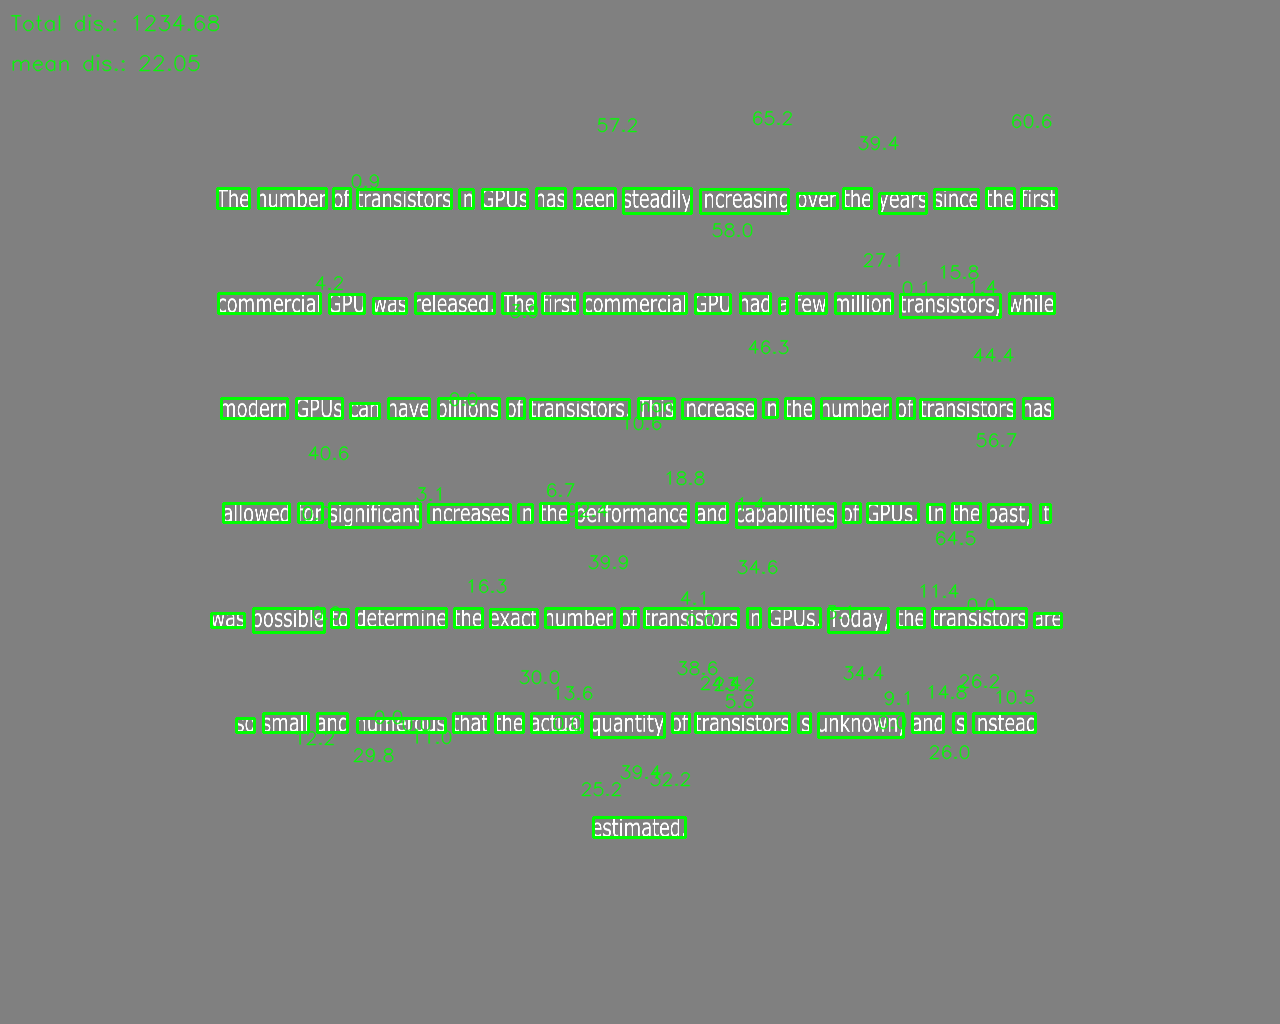 Total dis.: 1234.68
mean dis.: 22.05
57.2 65.2 39.4 60.6
0.9
The number of transistors in GPUs has been steadily increasing over the years since the first
58.0
27.1 15.8
4.2 0.1 1.4
commercial GPU was released. The first commercial GPU had a few million transistors, while
46.3 44.4
modern GPUs can have billions of transistors. This increase in the number of transistors has
10.6
40.6 56.7
18.8
3.1 6.7
allowed for significant increases in the performance and capabilities of GPUs. In the past, it
64.5
39.9 34.6
16.3 4.1 11.4 0.0
was possible to determine the exact number of transistors in GPUs. Today, the transistors are
30.0 38.6 34.4 26.2
13.6 5.8 9.1 14.8 10.5
so small and numerous that the actual quantity of transistors is unknown, and is instead
12.2 11.0
29.8 26.0
25.2 39.4 32.2
estimated.